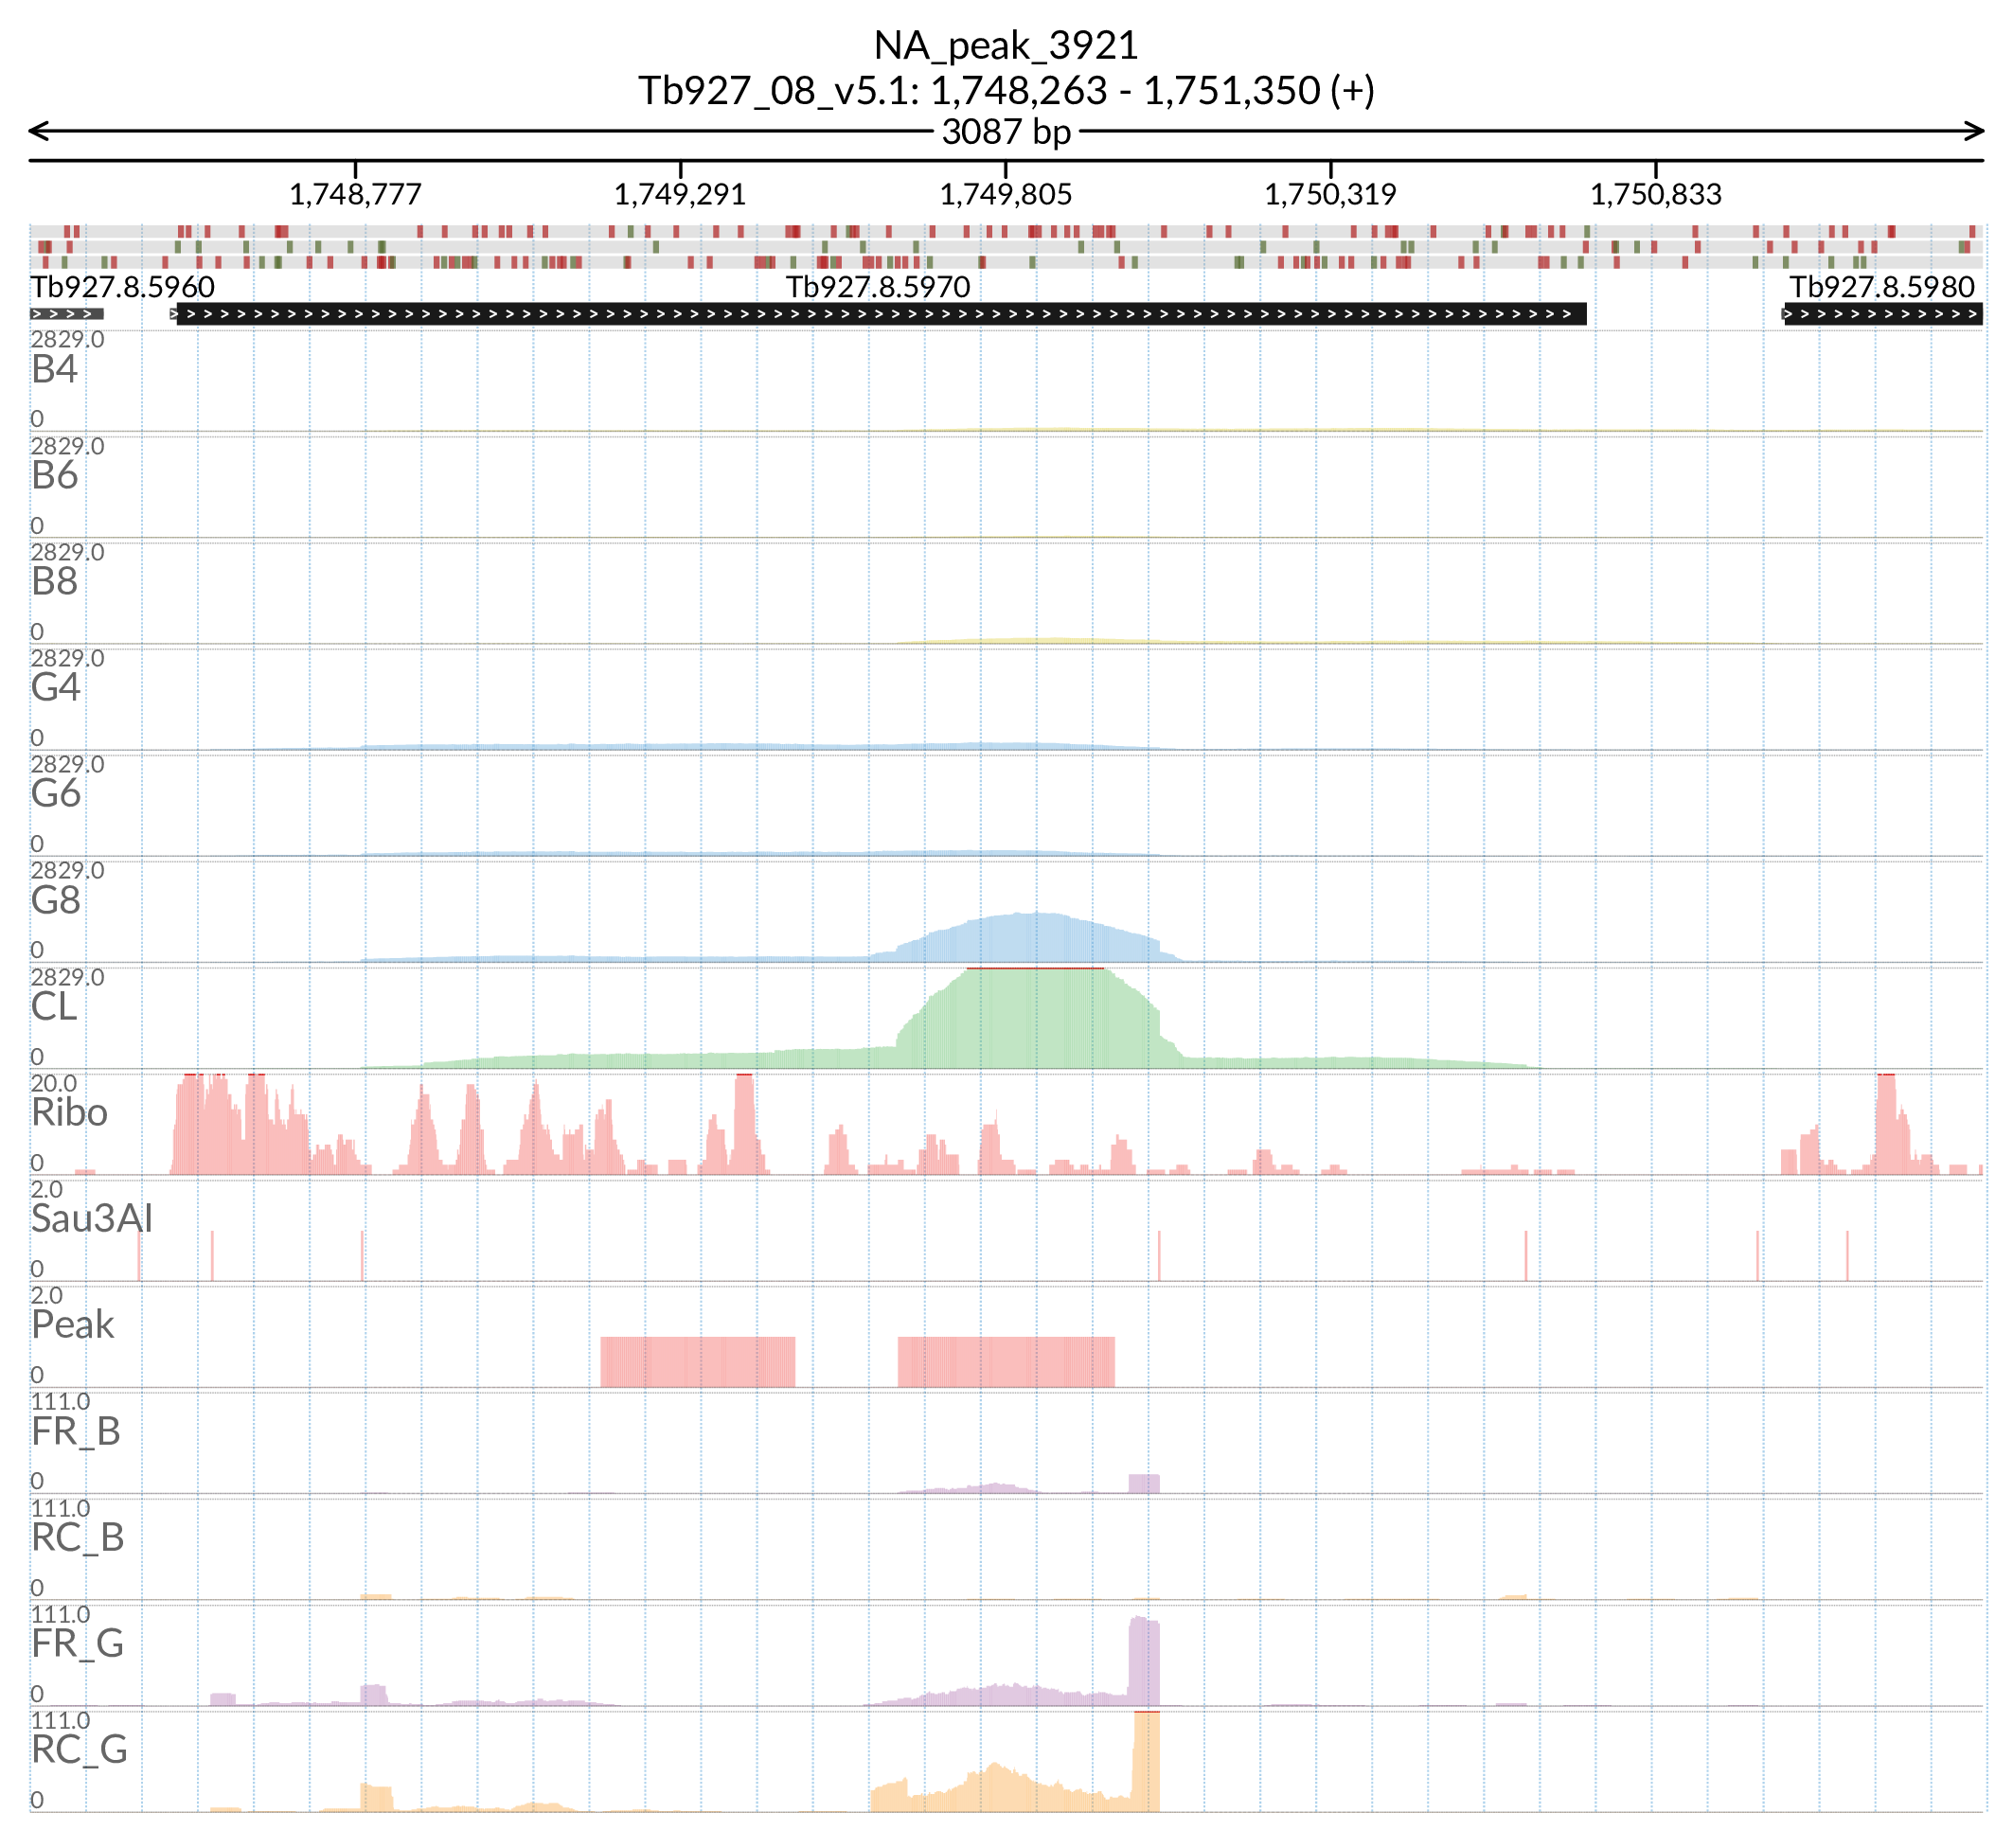 NA_peak_3921
Tb927_08_v5.1: 1,748,263 - 1,751,350 (+)
3087 bp
1,748,777 1,749,291 1,749,805 1,750,319 1,750,833
Tb927.8.5960 Tb927.8.5970 Tb927.8.5980
2829.0
B4
0
2829.0
B6
0
2829.0
B8
0
2829.0
G4
0
2829.0
G6
0
2829.0
G8
0
2829.0
CL
0
20.0
Ribo
0
2.0
Sau3AI
0
2.0
Peak
0
111.0
FR_B
0
111.0
RC_B
0
111.0
FR_G
0
111.0
RC_G
0